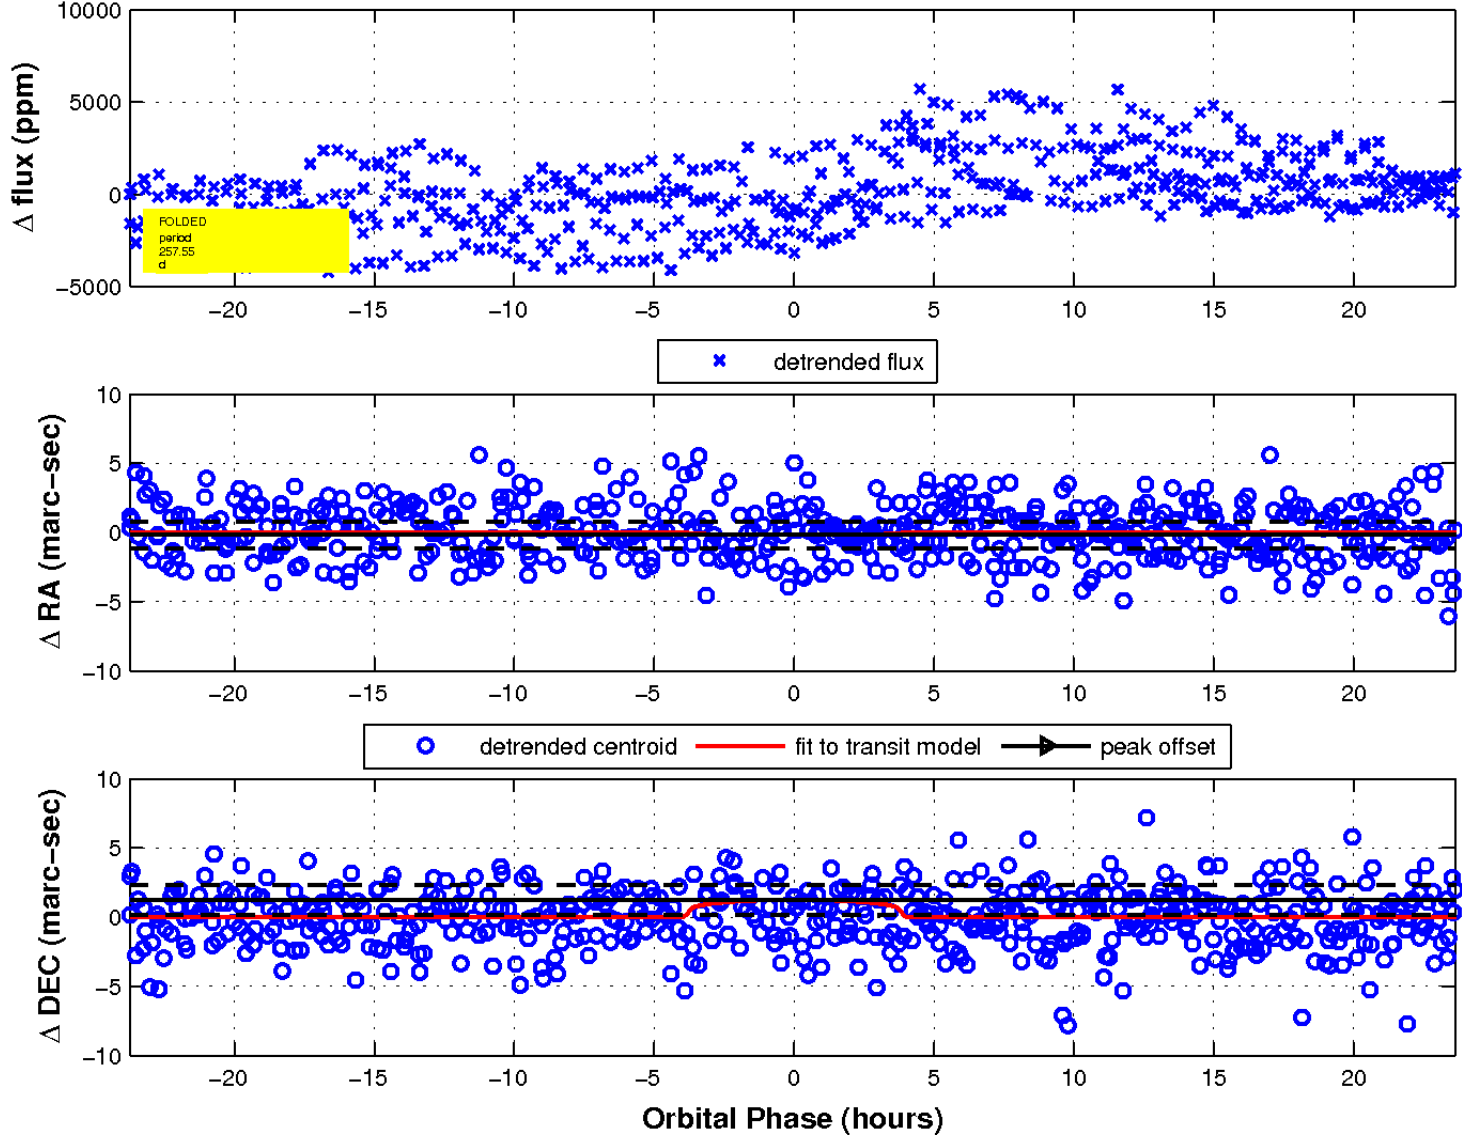 10000
5000
0
−5000
Δ flux (ppm)
FOLDED
period
257.55
d
−20 −15 −10 −5 0 5 10 15 20
detrended flux
10
5
0
−5
−10
Δ RA (marc−sec)
−20 −15 −10 −5 0 5 10 15 20
detrended centroid fit to transit model peak offset
10
5
0
−5
−10
Δ DEC (marc−sec)
−20 −15 −10 −5 0 5 10 15 20
Orbital Phase (hours)